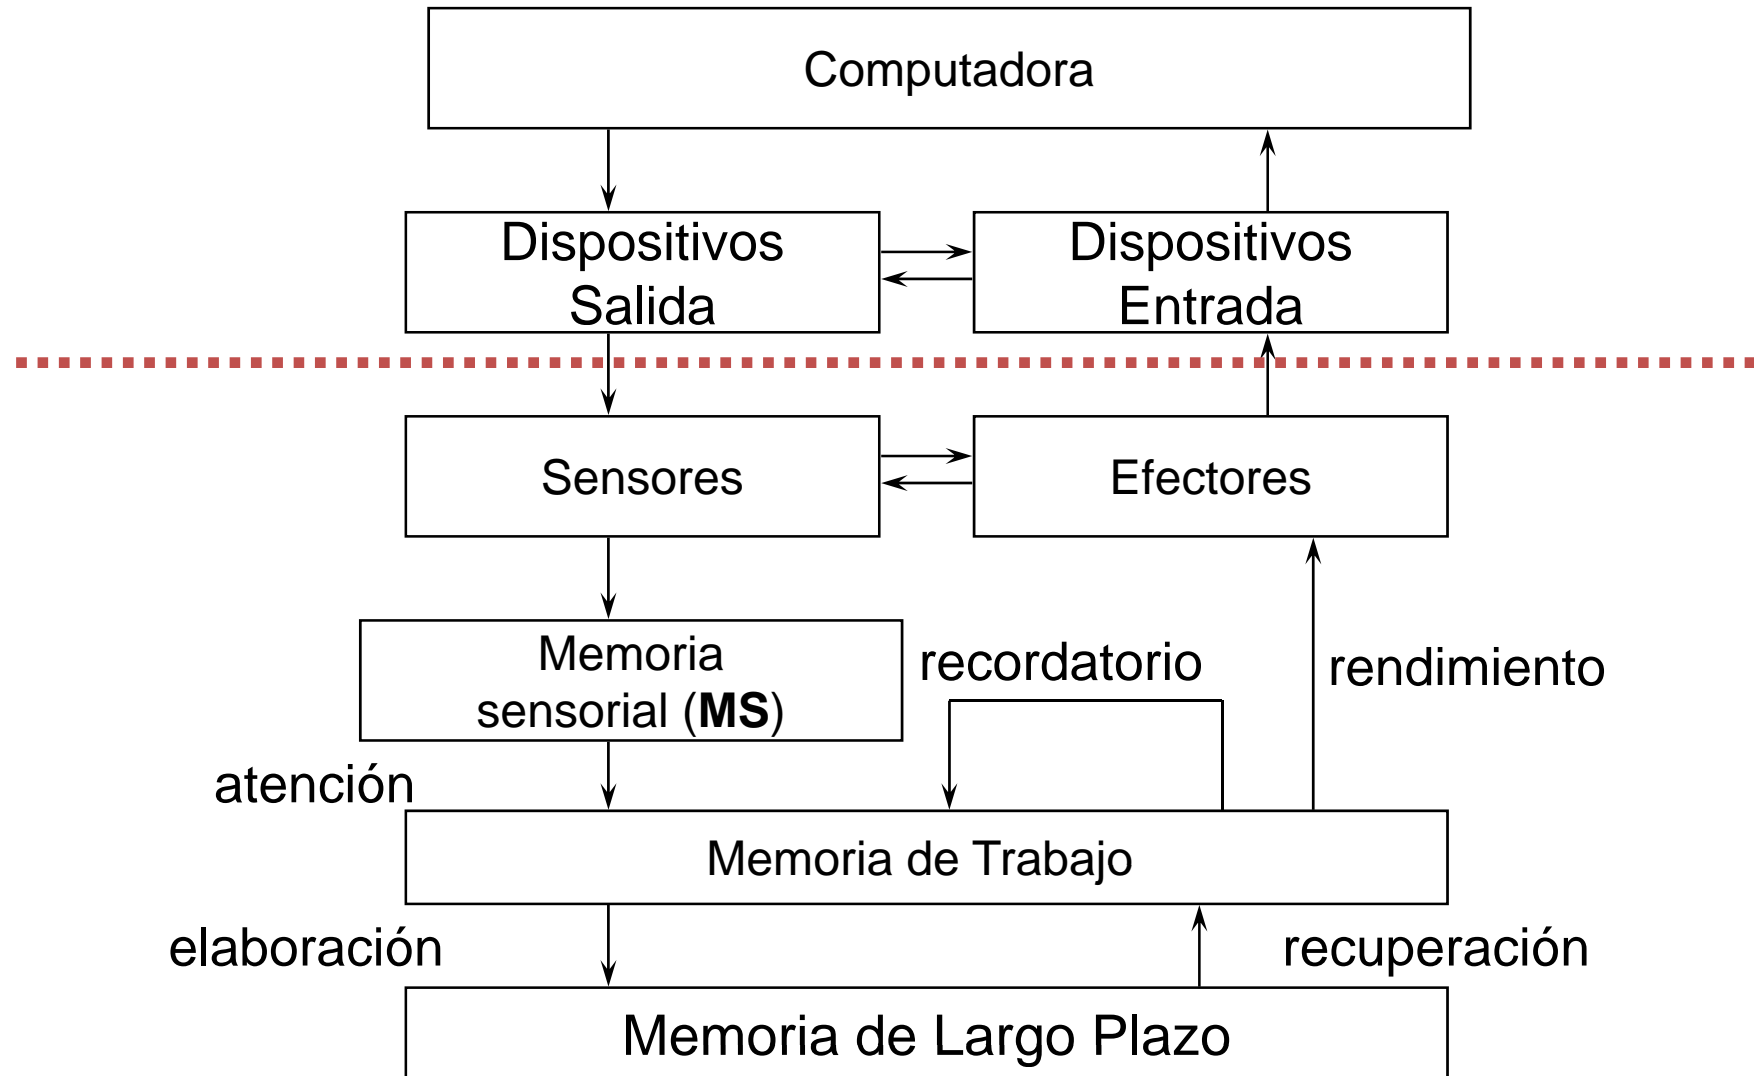 Computadora
Dispositivos
Salida
Dispositivos
Entrada
Sensores
Efectores
Memoria
sensorial (MS)
recordatorio
rendimiento
atención
Memoria de Trabajo
elaboración
recuperación
Memoria de Largo Plazo